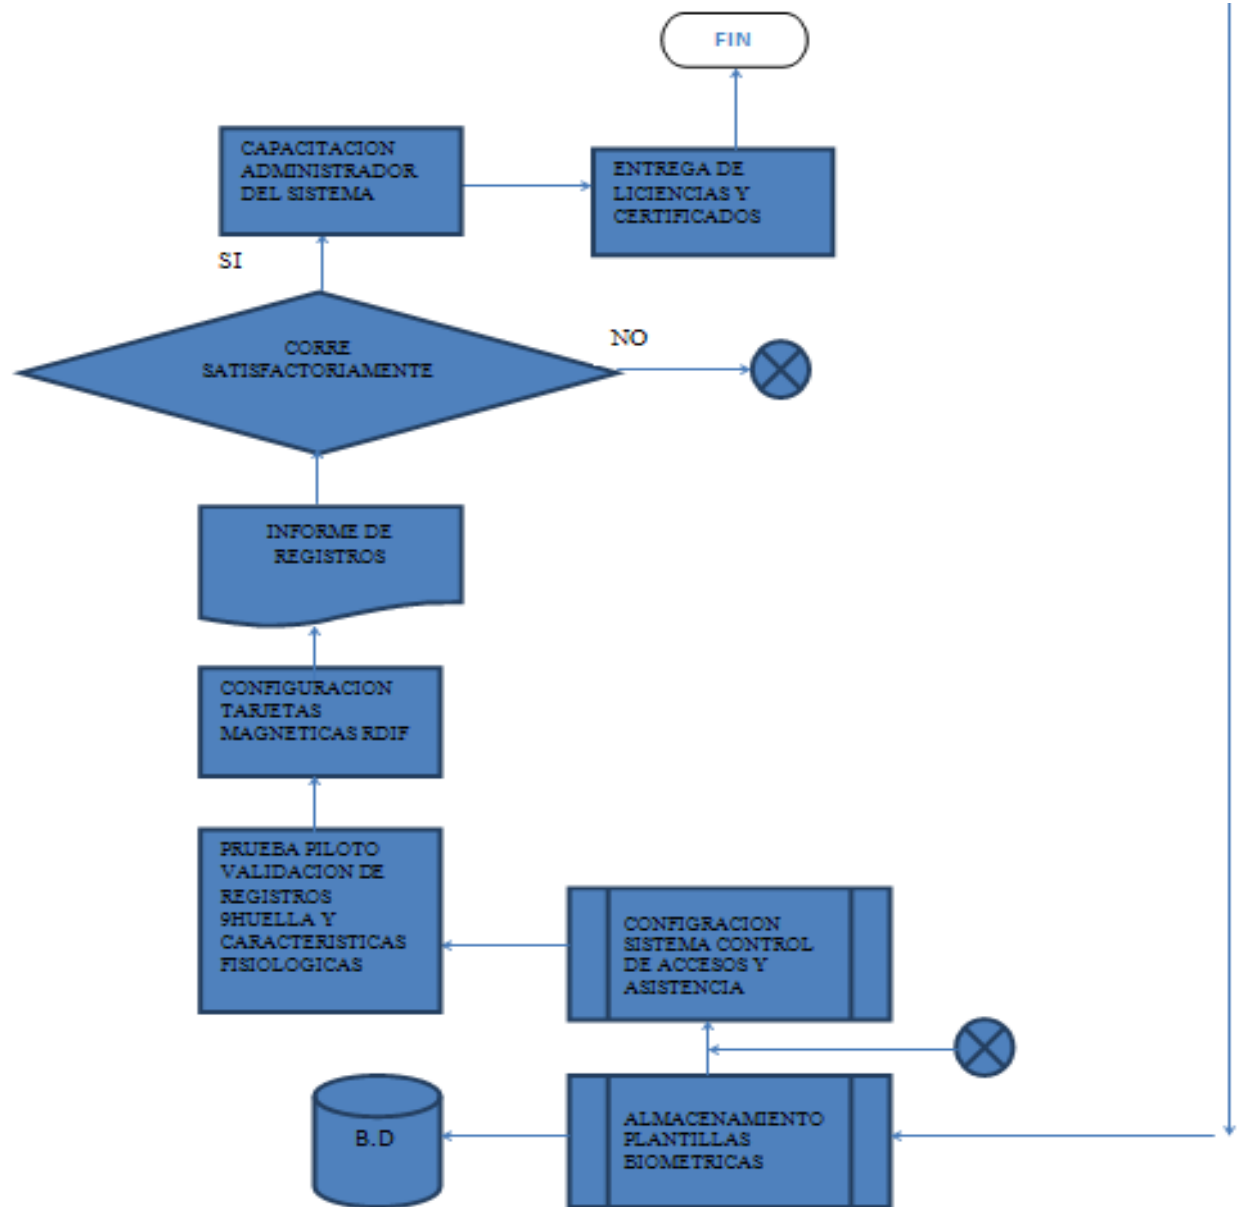 FIN
CAPACITACION
ADMINISTRADOR
DEL SISTEMA
ENTREGA DE
LICIENCIAS Y
CERTIFICADOS
SI
CORRE
SATISFACTORIAMENTE
NO
INFORME DE
REGISTROS
CONFIGURACION
TARJETAS
MAGNETICAS RDIF
PRUEBA PILOTO
VALIDACION DE
REGISTROS
9HUELLA Y
CARACTERISTICAS
FISIOLOGICAS
CONFIGRACION
SISTEMA CONTROL
DE ACCESOS Y
ASISTENCIA
B.D
ALMACENAMIENTO
PLANTILLAS
BIOMETRICAS